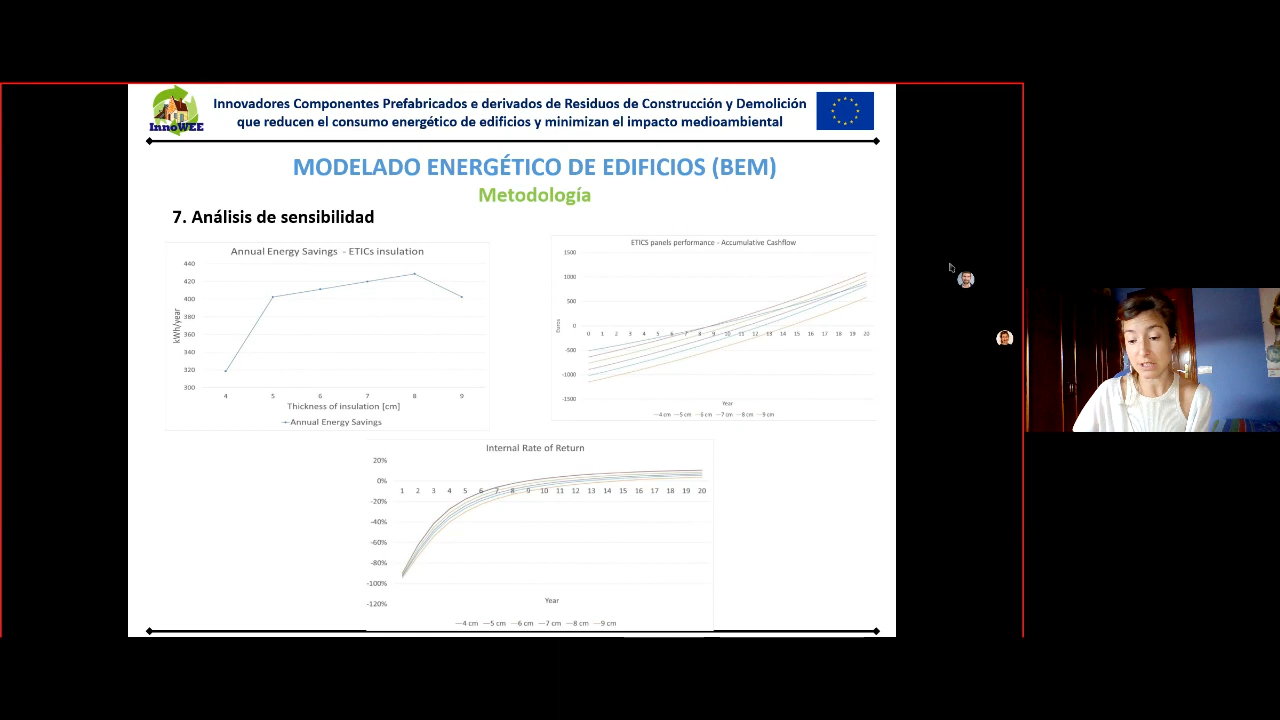 InnoWEE
Innovadores Componentes Prefabricados e derivados de Residuos de Construcción y Demolición
que reducen el consumo energético de edificios y minimizan el impacto medioambiental
MODELADO ENERGÉTICO DE EDIFICIOS (BEM)
Metodología
7. Análisis de sensibilidad
Annual Energy Savings - ETICs insulation
440
420
400
380
360
340
320
300
kWh/year
4 5 6 7 8 9
Thickness of insulation [cm]
Annual Energy Savings
ETICS panels performance - Accumulative Cashflow
1500
1000
500
0
-500
-1000
-1500
Euros
0 1 2 3 4 5 6 7 8 9 10 11 12 13 14 15 16 17 18 19 20
Year
4 cm 5 cm 6 cm 7 cm 8 cm 9 cm
Internal Rate of Return
20%
0%
-20%
-40%
-60%
-80%
-100%
-120%
1 2 3 4 5 6 7 8 9 10 11 12 13 14 15 16 17 18 19 20
Year
4 cm 5 cm 6 cm 7 cm 8 cm 9 cm